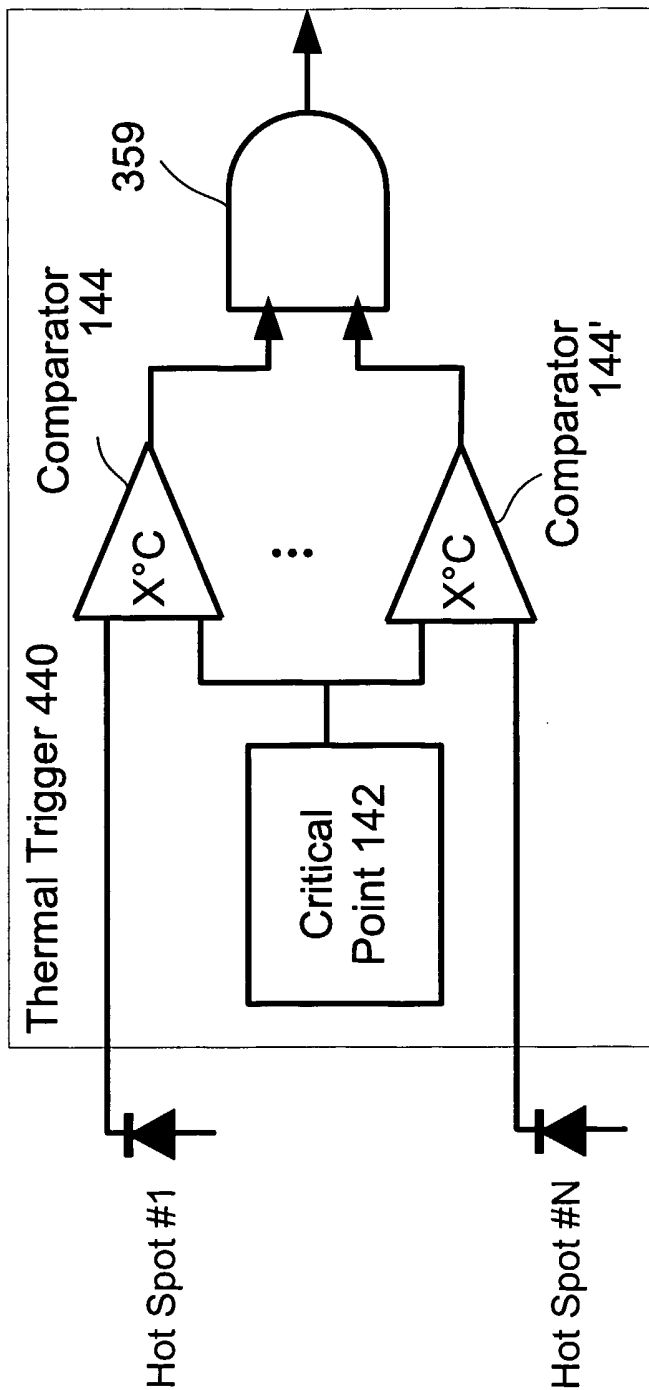 Thermal Trigger 440
Hot Spot #1
Comparator
144
359
X°C
...
Critical
Point 142
X°C
Comparator
144'
Hot Spot #N